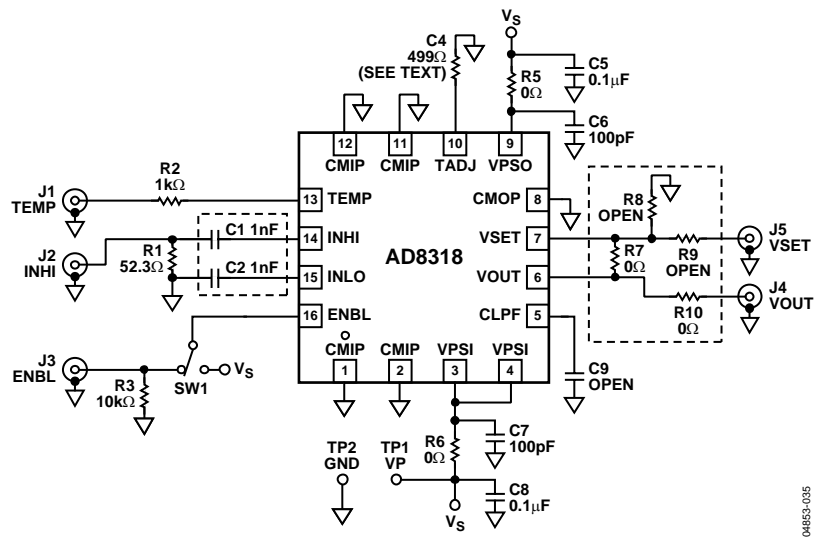 VS
C4
499Ω
(SEE TEXT)
R5
0Ω
C5
0.1µF
C6
100pF
12
11
10
9
CMIP
CMIP
TADJ
VPSO
J1
TEMP
R2
1kΩ
13
TEMP
CMOP
8
R8
OPEN
J2
INHI
R1
52.3Ω
C1 1nF
14
INHI
AD8318
VSET
7
R7
0Ω
R9
OPEN
J5
VSET
C2 1nF
15
INLO
VOUT
6
R10
0Ω
J4
VOUT
16
ENBL
CLPF
5
J3
ENBL
R3
10kΩ
SW1
VS
CMIP
CMIP
VPSI
VPSI
1
2
3
4
C9
OPEN
TP2
GND
TP1
VP
R6
0Ω
C7
100pF
C8
0.1µF
VS
04853-035